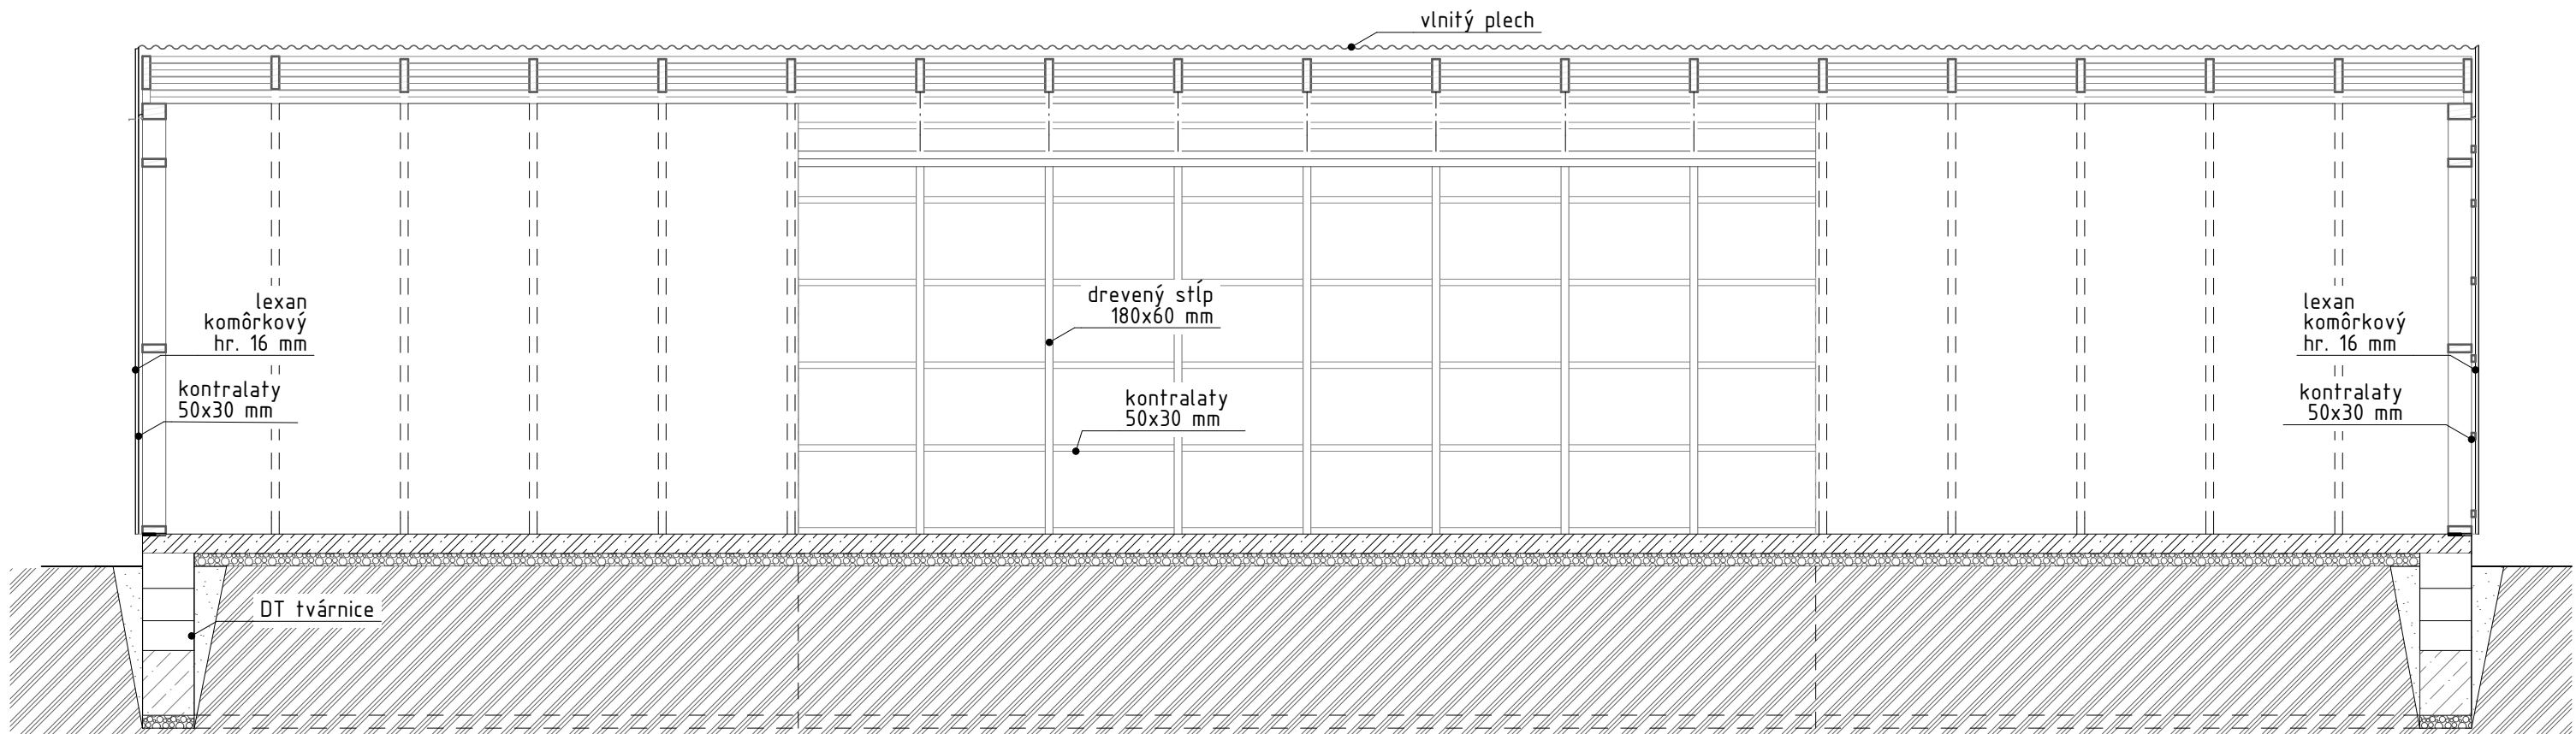 vlnitý plech
lexan
komôrkový
hr. 16 mm
kontralaty
50x30 mm
drevený stĺp
180x60 mm
kontralaty
50x30 mm
lexan
komôrkový
hr. 16 mm
kontralaty
50x30 mm
DT tvárnice